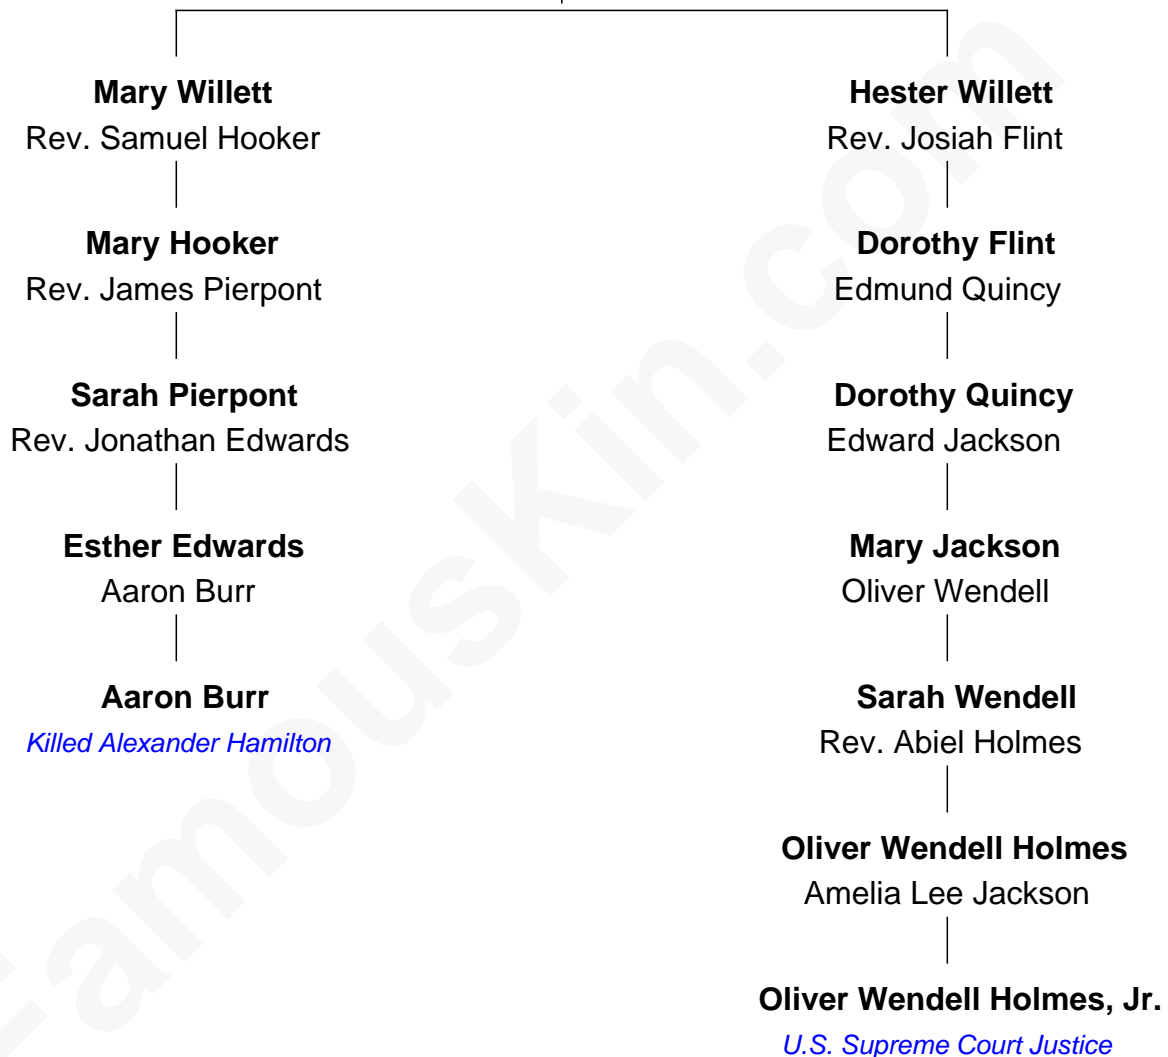 Mary Willett
Rev. Samuel Hooker
Mary Hooker
Rev. James Pierpont
Sarah Pierpont
Rev. Jonathan Edwards
Esther Edwards
Aaron Burr
Aaron Burr
Killed Alexander Hamilton
Hester Willett
Rev. Josiah Flint
Dorothy Flint
Edmund Quincy
Dorothy Quincy
Edward Jackson
Mary Jackson
Oliver Wendell
Sarah Wendell
Rev. Abiel Holmes
Oliver Wendell Holmes
Amelia Lee Jackson
Oliver Wendell Holmes, Jr.
U.S. Supreme Court Justice
FamousKin.com